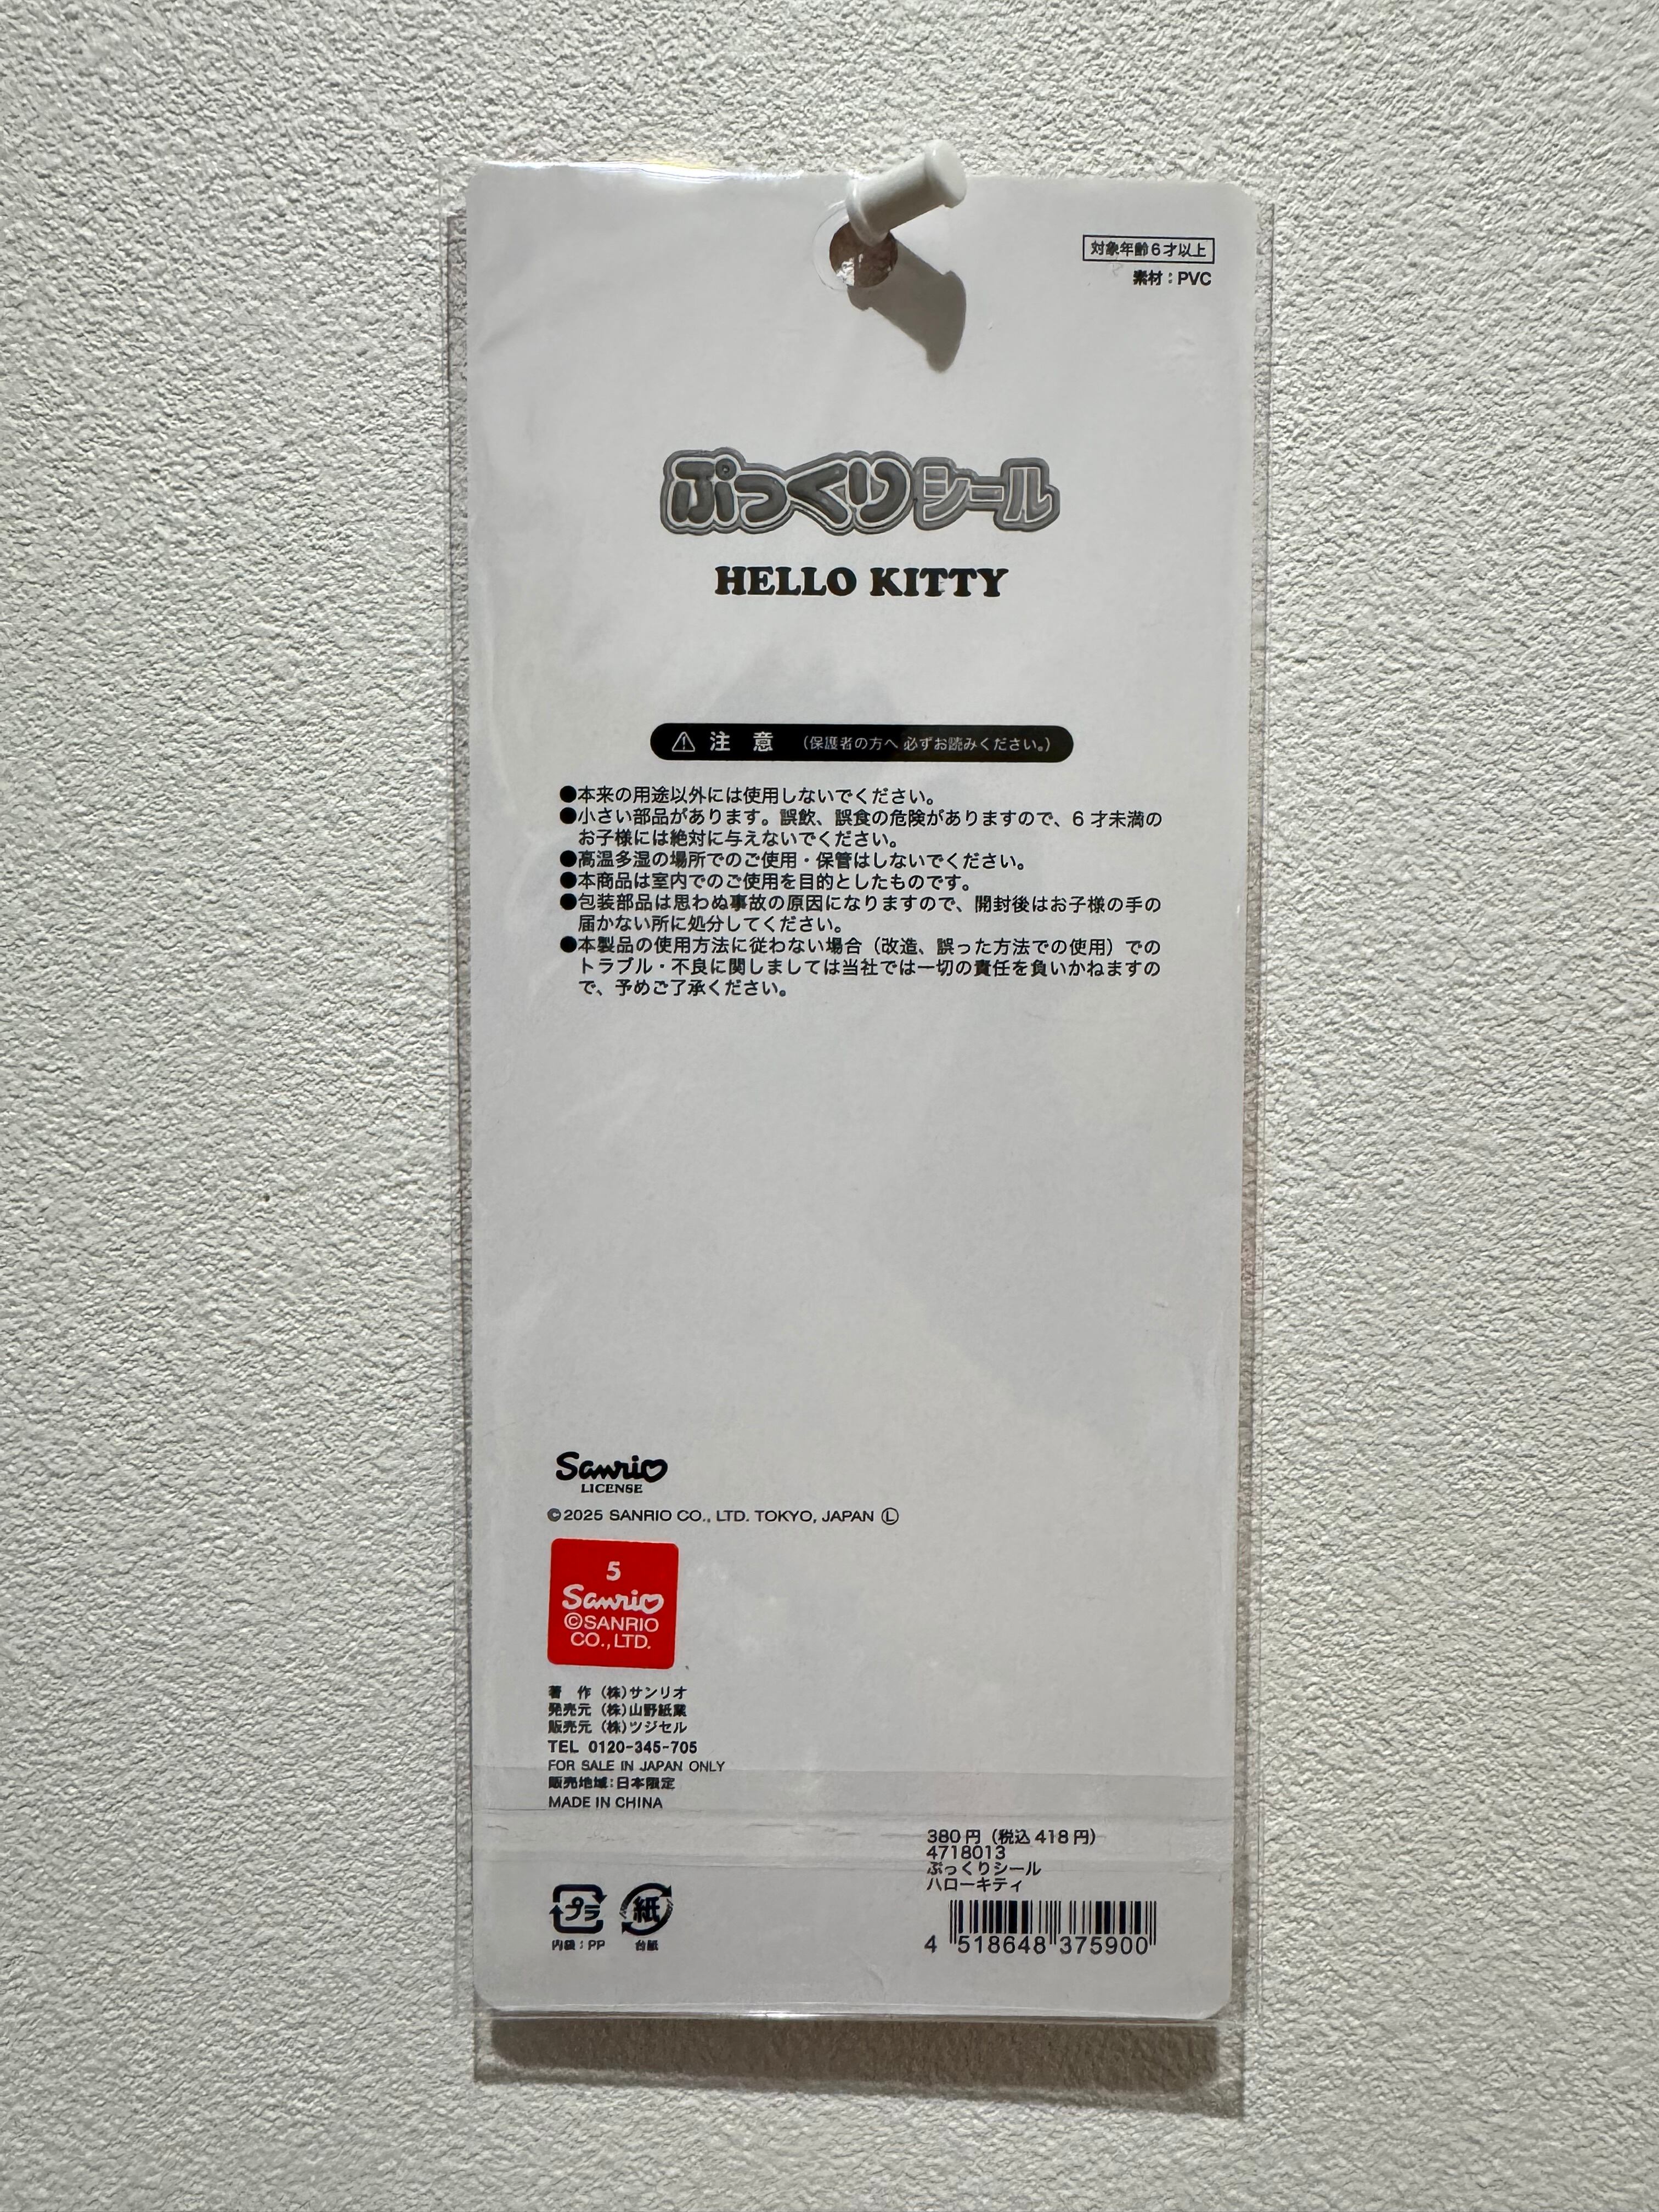 対象年齢6才以上
素材：PVC
ぷっくりシール
HELLO KITTY
注 意 （保護者の方へ 必ずお読みください。）
●本来の用途以外には使用しないでください。
●小さい部品があります。誤飲、誤食の危険がありますので、6 才未満の
お子様には絶対に与えないでください。
●高温多湿の場所でのご使用・保管はしないでください。
●本商品は室内でのご使用を目的としたものです。
●包装部品は思わぬ事故の原因になりますので、開封後はお子様の手の
届かない所に処分してください。
●本製品の使用方法に従わない場合（改造、誤った方法での使用）での
トラブル・不良に関しましては当社では一切の責任を負いかねますの
で、予めご了承ください。
Sanrio
LICENSE
©2025 SANRIO CO., LTD. TOKYO, JAPAN Ⓛ
5
Sanrio
©SANRIO
CO.,LTD.
著　作 (株)サンリオ
発売元 (株)山野紙業
販売元 (株)ツジセル
TEL 0120-345-705
FOR SALE IN JAPAN ONLY
販売地域:日本限定
MADE IN CHINA
380 円（税込 418 円）
4718013
ぷっくりシール
ハローキティ
プラ
内袋：PP
紙
台紙
4 518648 375900